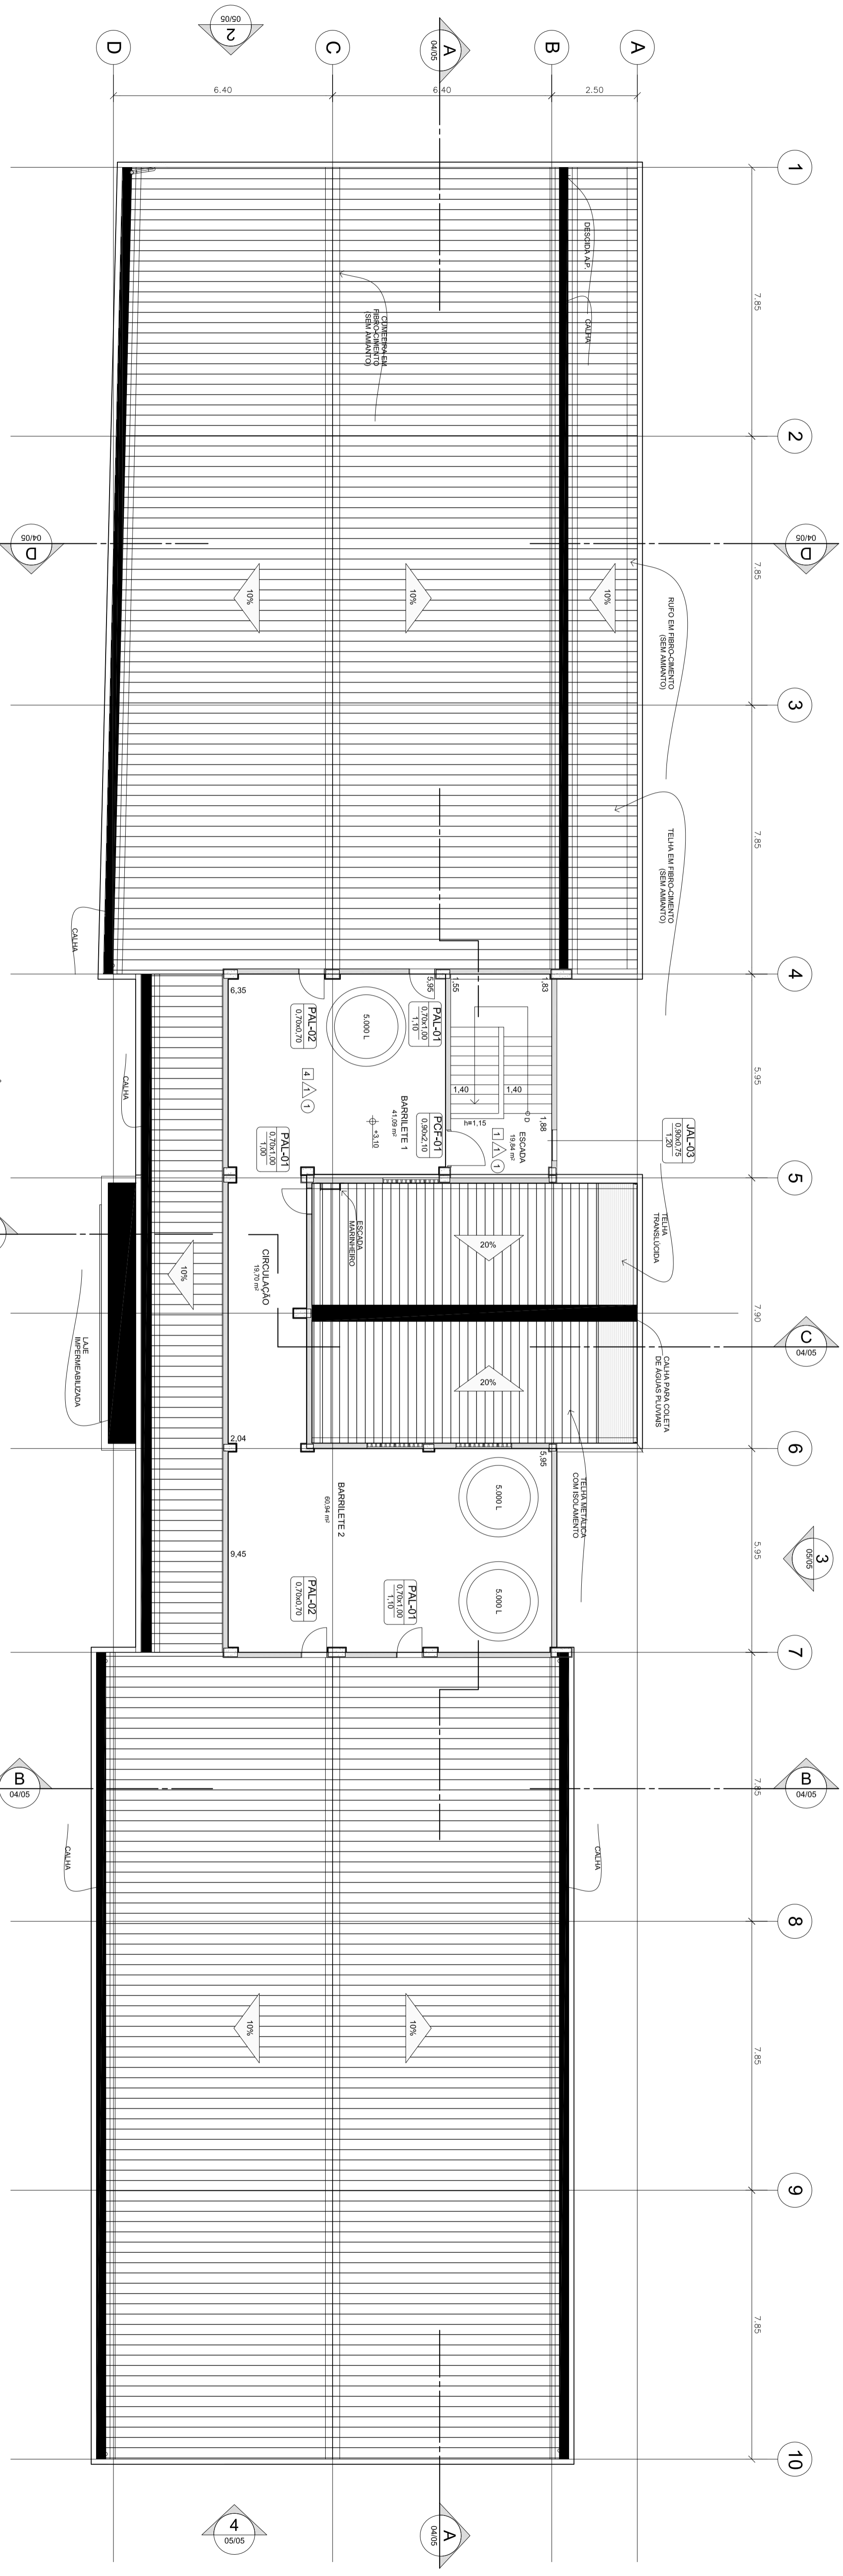 2
05/05
D
C
A
04/05
B
A
6.40
6.40
2.50
1
7.85
DESCIDA A.P.
CALHA
CUMEEIRA EM
FIBRO-CIMENTO
(SEM AMIANTO)
2
D
04/05
D
04/05
7.85
10%
10%
10%
RUFO EM FIBRO-CIMENTO
(SEM AMIANTO)
3
7.85
TELHA EM FIBRO-CIMENTO
(SEM AMIANTO)
CALHA
4
6,35
5,95
1,55
1,83
PAL-02
0,70x0,70
5.000 L
PAL-01
0,70x1,00
1,10
5.95
CALHA
4
1
1
BARRILETE 1
41,09 m²
+3,10
1,40
1,40
D
h=1,15
1,88
PCF-01
0,90x2,10
ESCADA
19,84 m²
1
1
1
JAL-03
0,90x0,75
1,20
PAL-01
0,70x1,00
1,00
5
ESCADA
MARINHEIRO
TELHA
TRANSLÚCIDA
20%
10%
CIRCULAÇÃO
19,70 m²
7.90
LAJE
IMPERMEABILIZADA
C
04/05
CALHA PARA COLETA
DE ÁGUAS PLUVIAIS
20%
2,04
5,95
6
TELHA METÁLICA
COM ISOLAMENTO
BARRILETE 2
60,94 m²
5.000 L
3
05/05
5.95
9,45
PAL-02
0,70x0,70
PAL-01
0,70x1,00
1,10
5.000 L
7
B
04/05
B
04/05
7.85
CALHA
CALHA
8
10%
10%
7.85
9
7.85
10
4
05/05
A
04/05